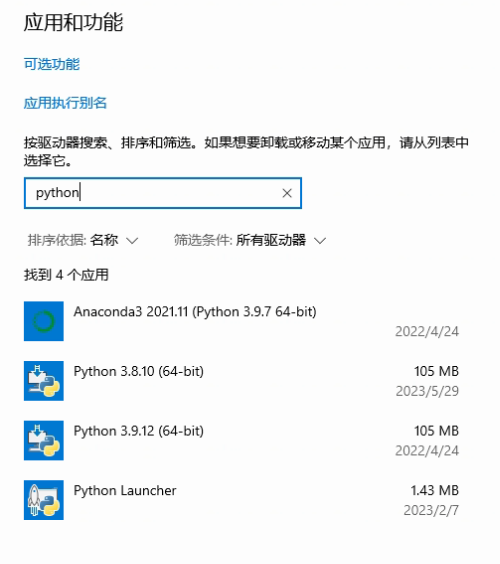 应用和功能
可选功能
应用执行别名
按驱动器搜索、排序和筛选。如果想要卸载或移动某个应用，请从列表中
选择它。
python
排序依据: 名称 筛选条件: 所有驱动器
找到 4 个应用
Anaconda3 2021.11 (Python 3.9.7 64-bit)
2022/4/24
Python 3.8.10 (64-bit) 105 MB
2023/5/29
Python 3.9.12 (64-bit) 105 MB
2022/4/24
Python Launcher 1.43 MB
2023/2/7